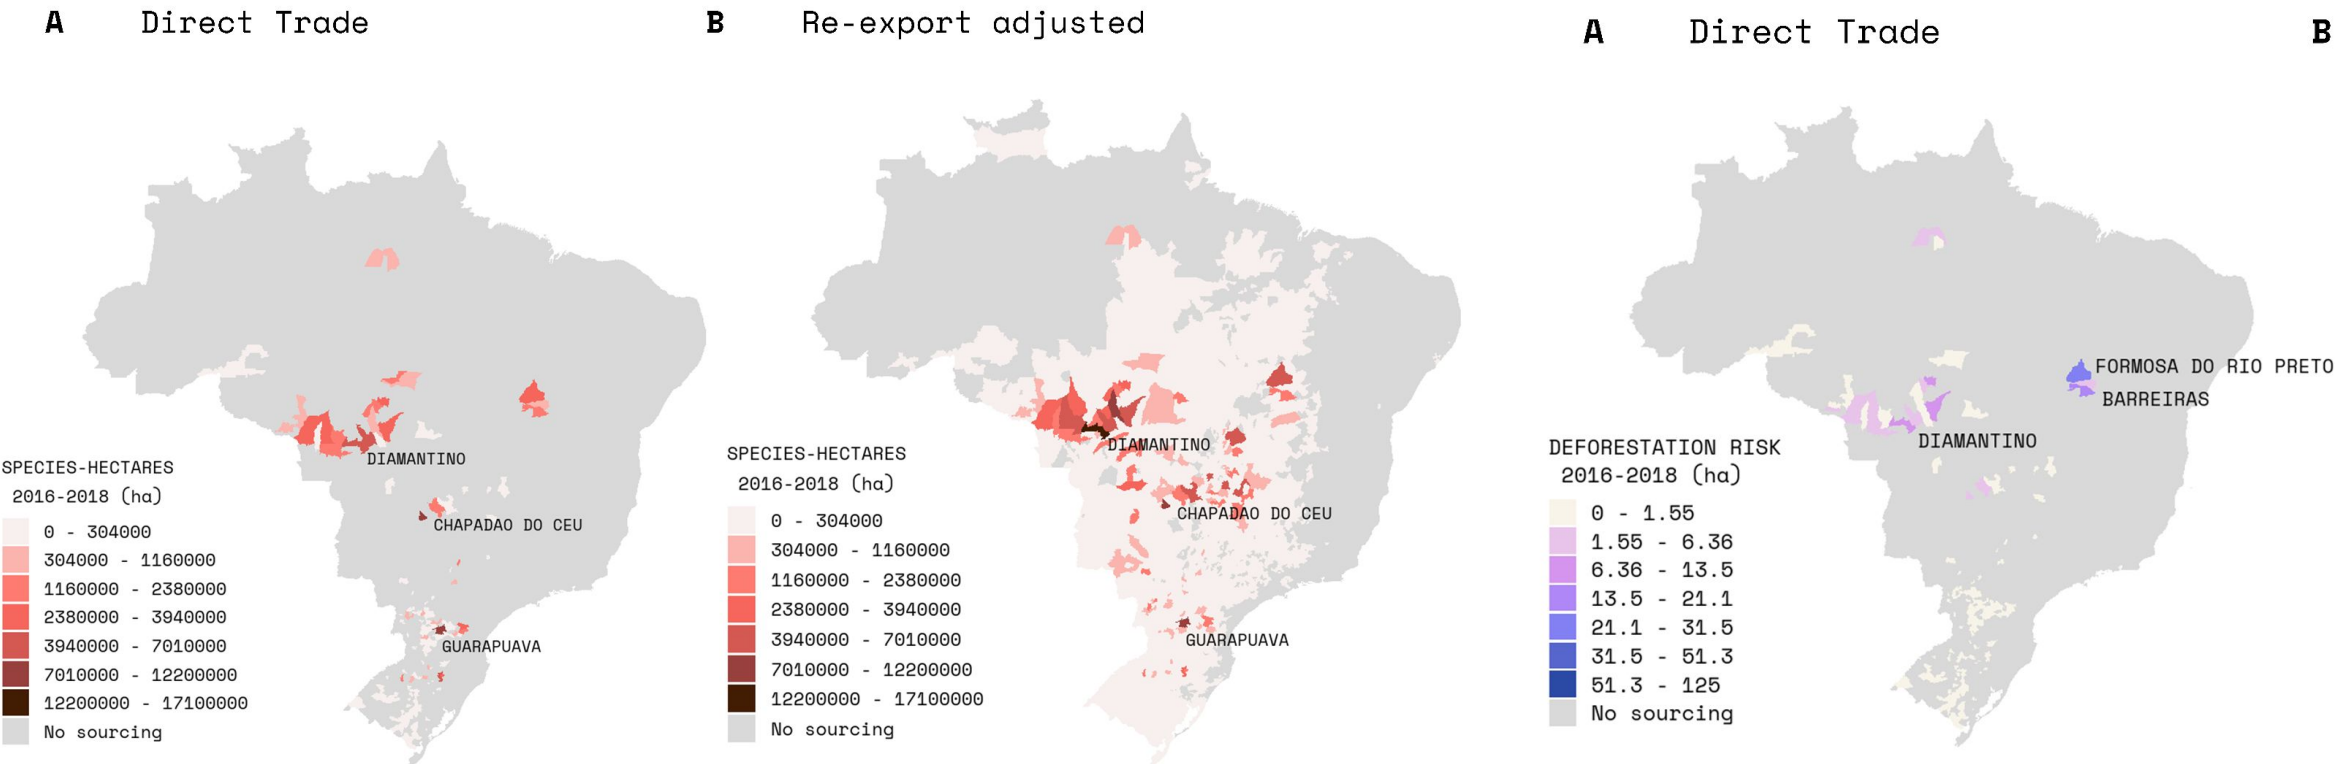 A Direct Trade
DIAMANTINO
CHAPADAO DO CEU
GUARAPUAVA
SPECIES-HECTARES
2016-2018 (ha)
0 - 304000
304000 - 1160000
1160000 - 2380000
2380000 - 3940000
3940000 - 7010000
7010000 - 12200000
12200000 - 17100000
No sourcing
B Re-export adjusted
DIAMANTINO
CHAPADAO DO CEU
GUARAPUAVA
SPECIES-HECTARES
2016-2018 (ha)
0 - 304000
304000 - 1160000
1160000 - 2380000
2380000 - 3940000
3940000 - 7010000
7010000 - 12200000
12200000 - 17100000
No sourcing
A Direct Trade
FORMOSA DO RIO PRETO
BARREIRAS
DIAMANTINO
DEFORESTATION RISK
2016-2018 (ha)
0 - 1.55
1.55 - 6.36
6.36 - 13.5
13.5 - 21.1
21.1 - 31.5
31.5 - 51.3
51.3 - 125
No sourcing
B